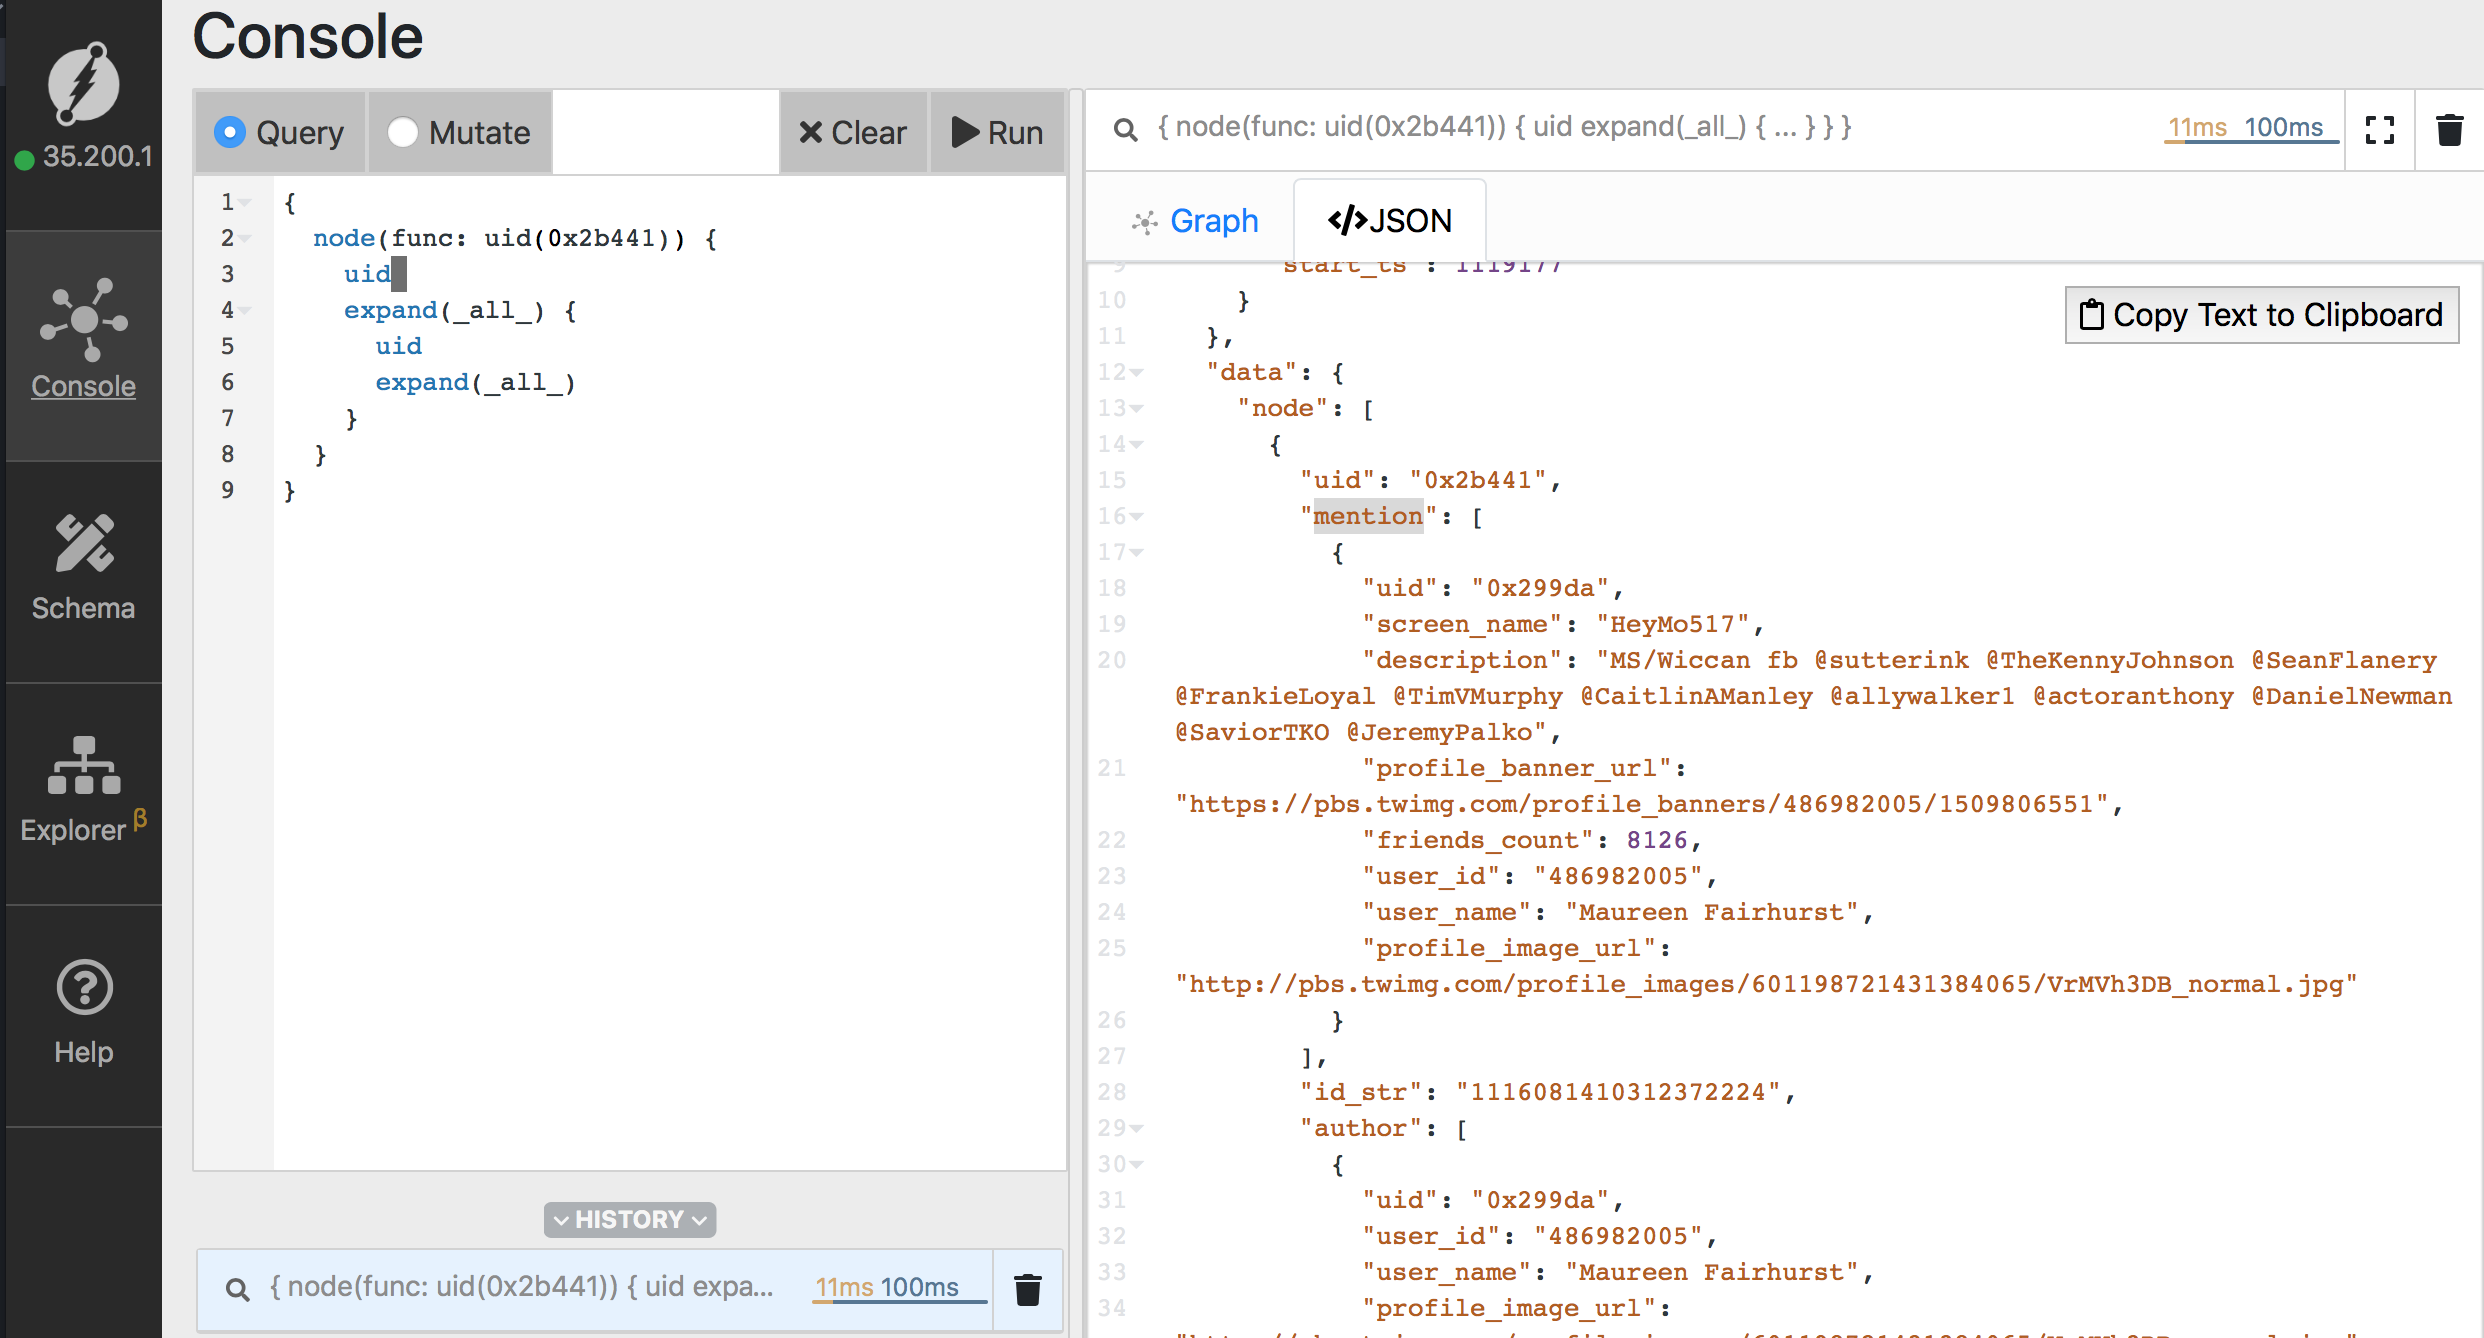 Console
35.200.1
Console
Schema
Explorer β
Help
Query
Mutate
Clear
Run
1 {
2 node(func: uid(0x2b441)) {
3 uid
4 expand(_all_) {
5 uid
6 expand(_all_)
7 }
8 }
9 }
HISTORY
{ node(func: uid(0x2b441)) { uid expa... 11ms 100ms
{ node(func: uid(0x2b441)) { uid expand(_all_) { ... } } } 11ms 100ms
Graph
</>JSON
Copy Text to Clipboard
9 start_ts : 1119177
10 }
11 },
12 "data": {
13 "node": [
14 {
15 "uid": "0x2b441",
16 "mention": [
17 {
18 "uid": "0x299da",
19 "screen_name": "HeyMo517",
20 "description": "MS/Wiccan fb @sutterink @TheKennyJohnson @SeanFlanery
@FrankieLoyal @TimVMurphy @CaitlinAManley @allywalker1 @actoranthony @DanielNewman
@SaviorTKO @JeremyPalko",
21 "profile_banner_url":
"https://pbs.twimg.com/profile_banners/486982005/1509806551",
22 "friends_count": 8126,
23 "user_id": "486982005",
24 "user_name": "Maureen Fairhurst",
25 "profile_image_url":
"http://pbs.twimg.com/profile_images/601198721431384065/VrMVh3DB_normal.jpg"
26 }
27 ],
28 "id_str": "1116081410312372224",
29 "author": [
30 {
31 "uid": "0x299da",
32 "user_id": "486982005",
33 "user_name": "Maureen Fairhurst",
34 "profile_image_url":